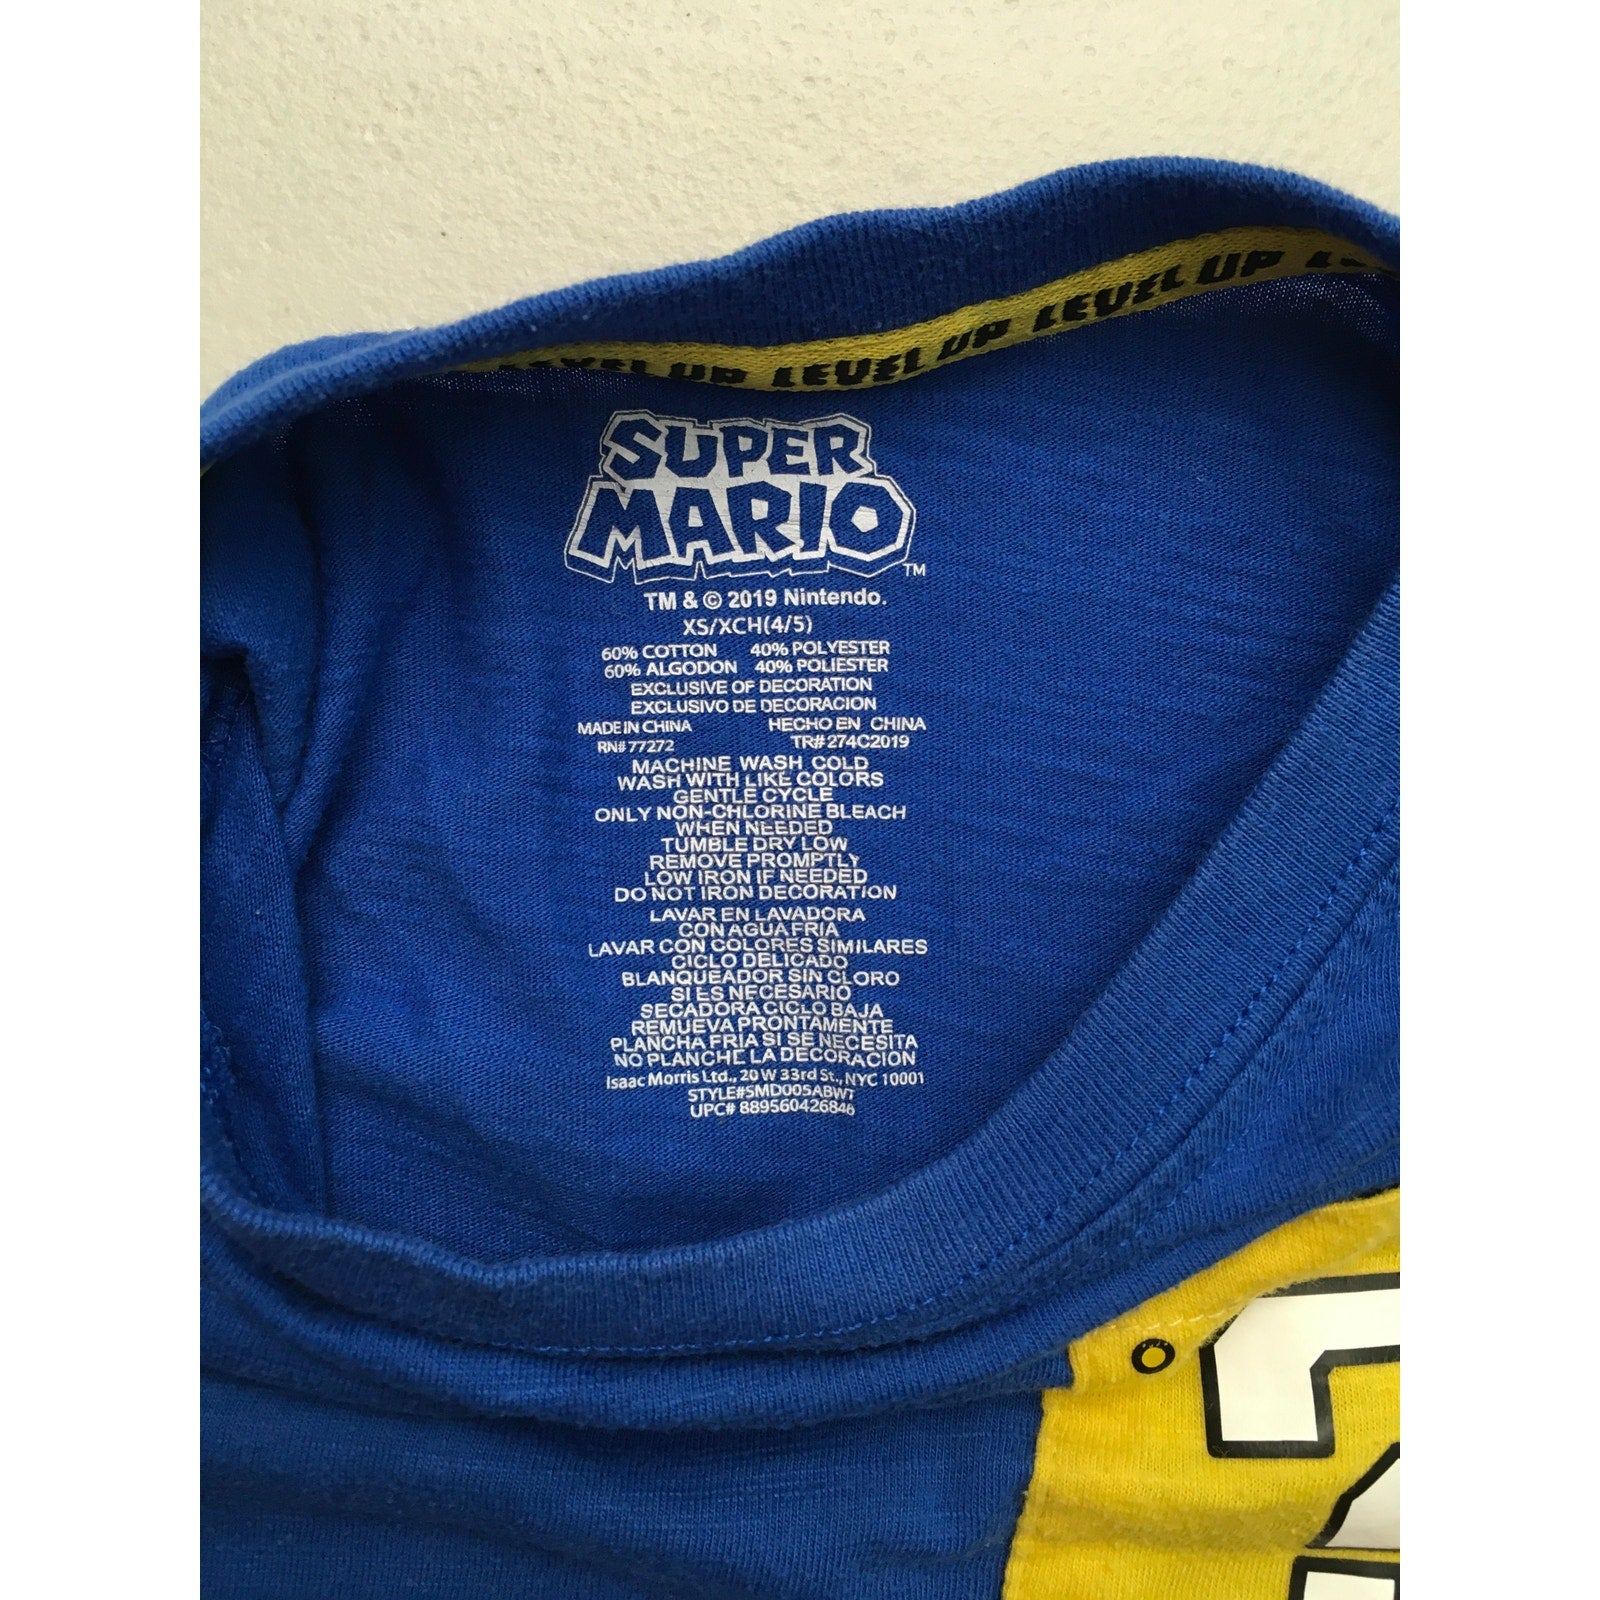 LEVEL UP LEVEL UP LEVEL UP
SUPER
MARIO™
TM & © 2019 Nintendo.
XS/XCH(4/5)
60% COTTON 40% POLYESTER
60% ALGODON 40% POLIESTER
EXCLUSIVE OF DECORATION
EXCLUSIVO DE DECORACION
MADE IN CHINA HECHO EN CHINA
RN# 77272 TR# 274C2019
MACHINE WASH COLD
WASH WITH LIKE COLORS
GENTLE CYCLE
ONLY NON-CHLORINE BLEACH
WHEN NEEDED
TUMBLE DRY LOW
REMOVE PROMPTLY
LOW IRON IF NEEDED
DO NOT IRON DECORATION
LAVAR EN LAVADORA
CON AGUA FRIA
LAVAR CON COLORES SIMILARES
CICLO DELICADO
BLANQUEADOR SIN CLORO
SI ES NECESARIO
SECADORA CICLO BAJA
REMUEVA PRONTAMENTE
PLANCHA FRIA SI SE NECESITA
NO PLANCHE LA DECORACION
Isaac Morris Ltd., 20 W 33rd St., NYC 10001
STYLE#SMD005ABWT
UPC# 889560426846